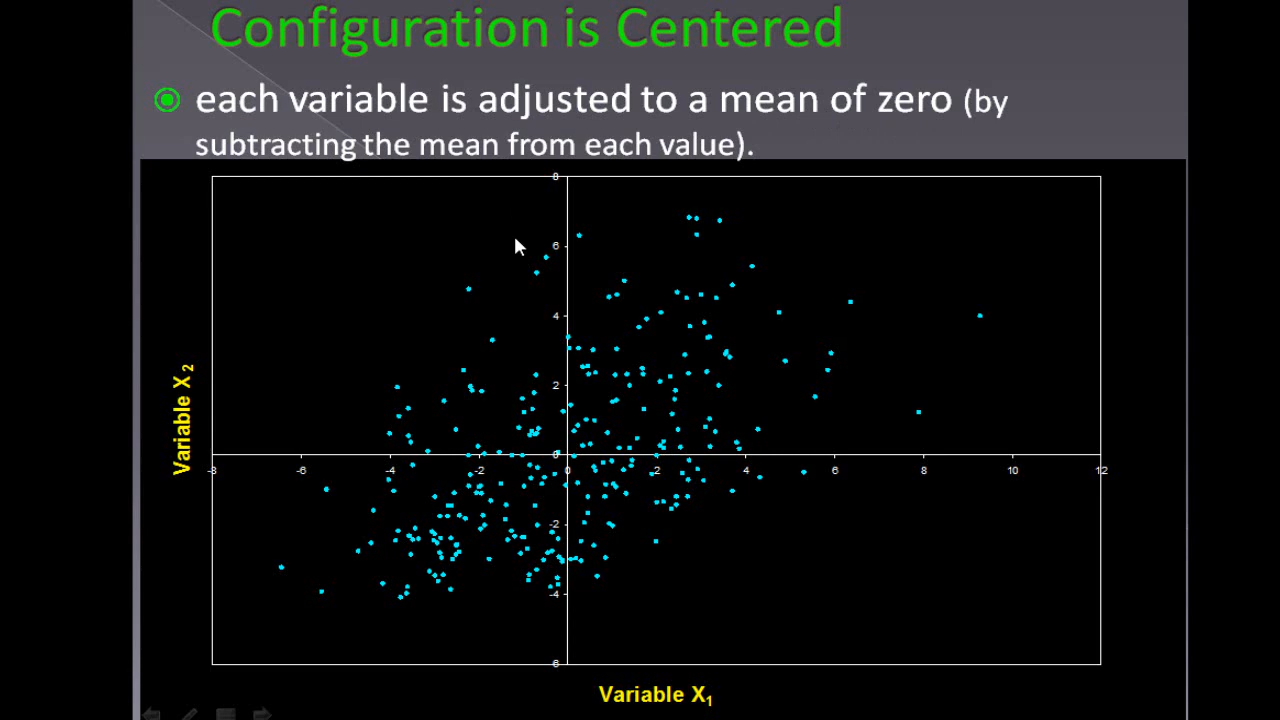 Configuration is Centered
each variable is adjusted to a mean of zero (by
subtracting the mean from each value).
8
6
4
2
0
-2
-4
-6
-8 -6 -4 -2 0 2 4 6 8 10 12
Variable X2
Variable X1